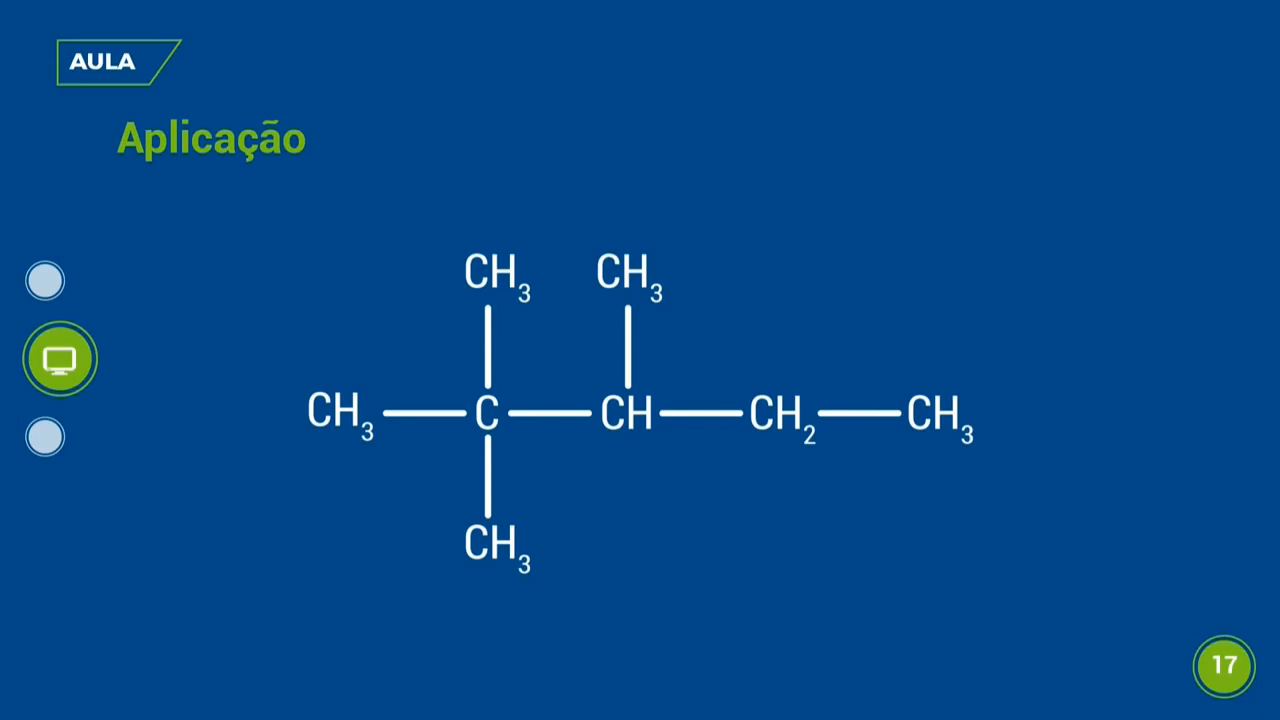 AULA
Aplicação
CH₃ CH₃
CH₃ — C — CH — CH₂ — CH₃
CH₃
17